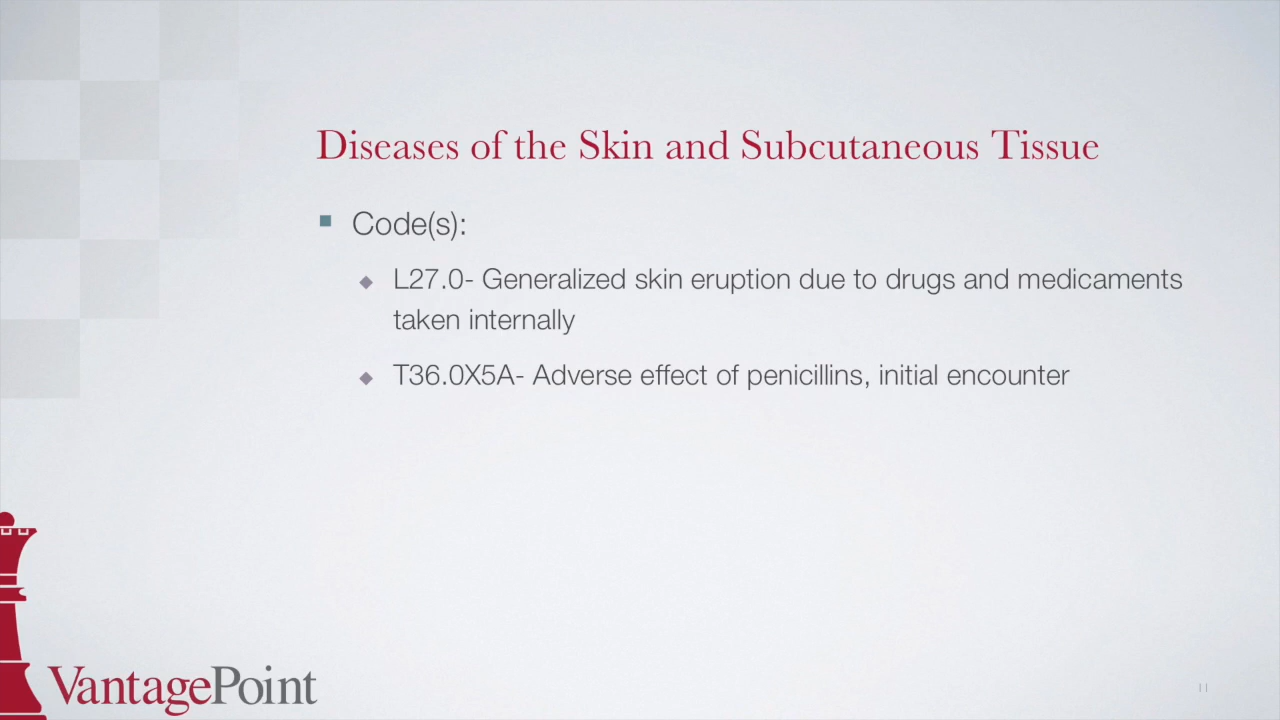 Diseases of the Skin and Subcutaneous Tissue
Code(s):
L27.0- Generalized skin eruption due to drugs and medicaments
taken internally
T36.0X5A- Adverse effect of penicillins, initial encounter
VantagePoint
11